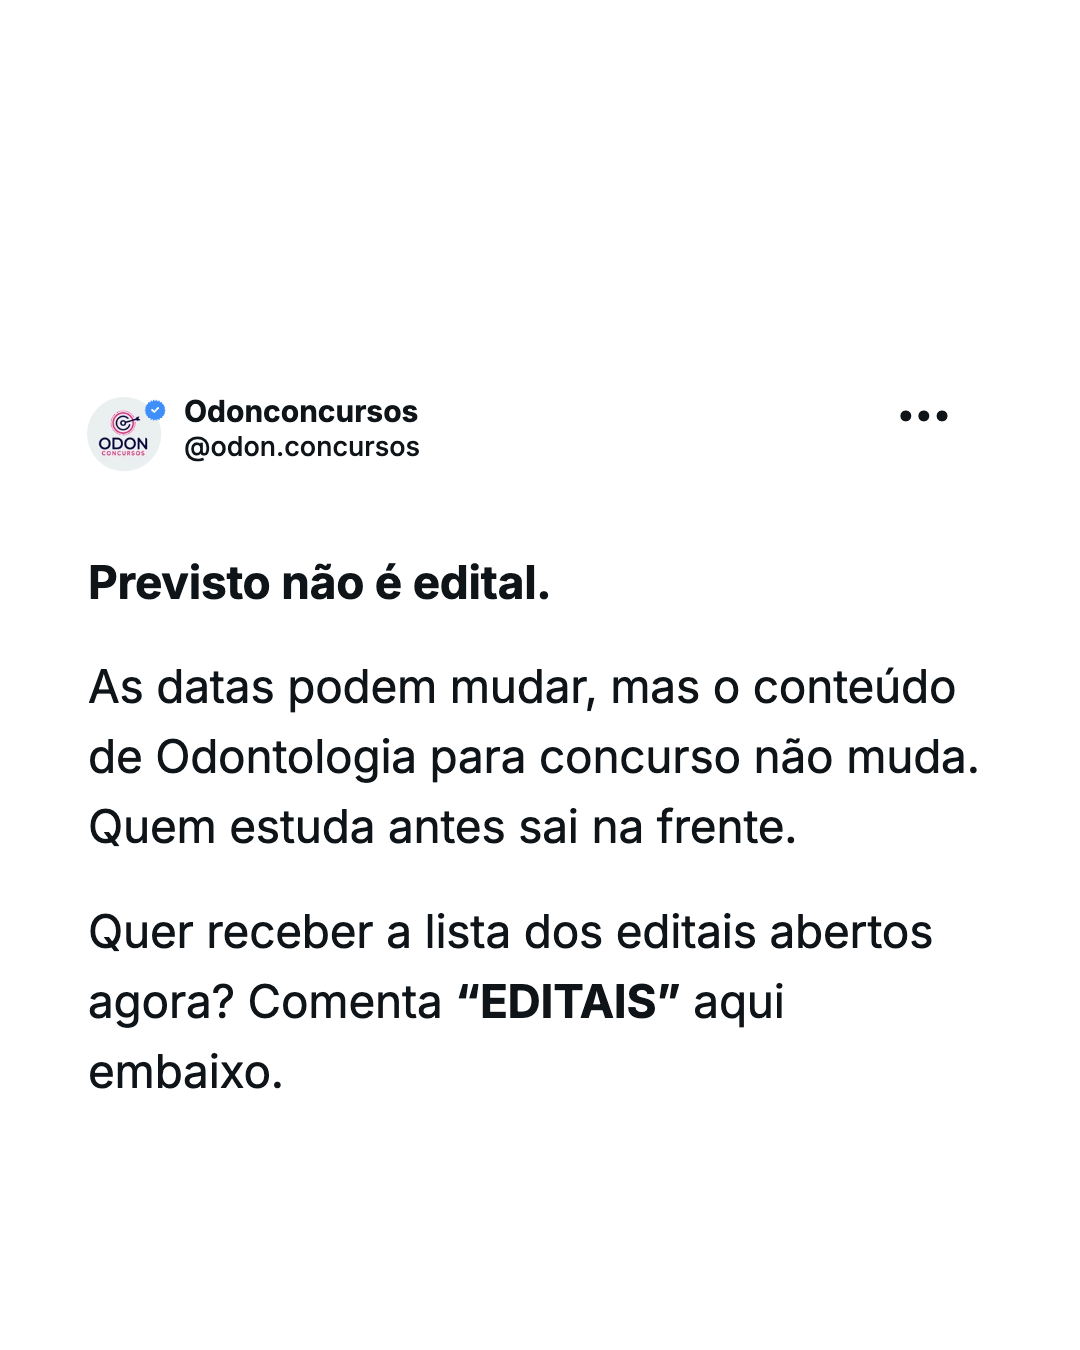 ODON
CONCURSOS
Odonconcursos
@odon.concursos
Previsto não é edital.
As datas podem mudar, mas o conteúdo
de Odontologia para concurso não muda.
Quem estuda antes sai na frente.
Quer receber a lista dos editais abertos
agora? Comenta “EDITAIS” aqui
embaixo.